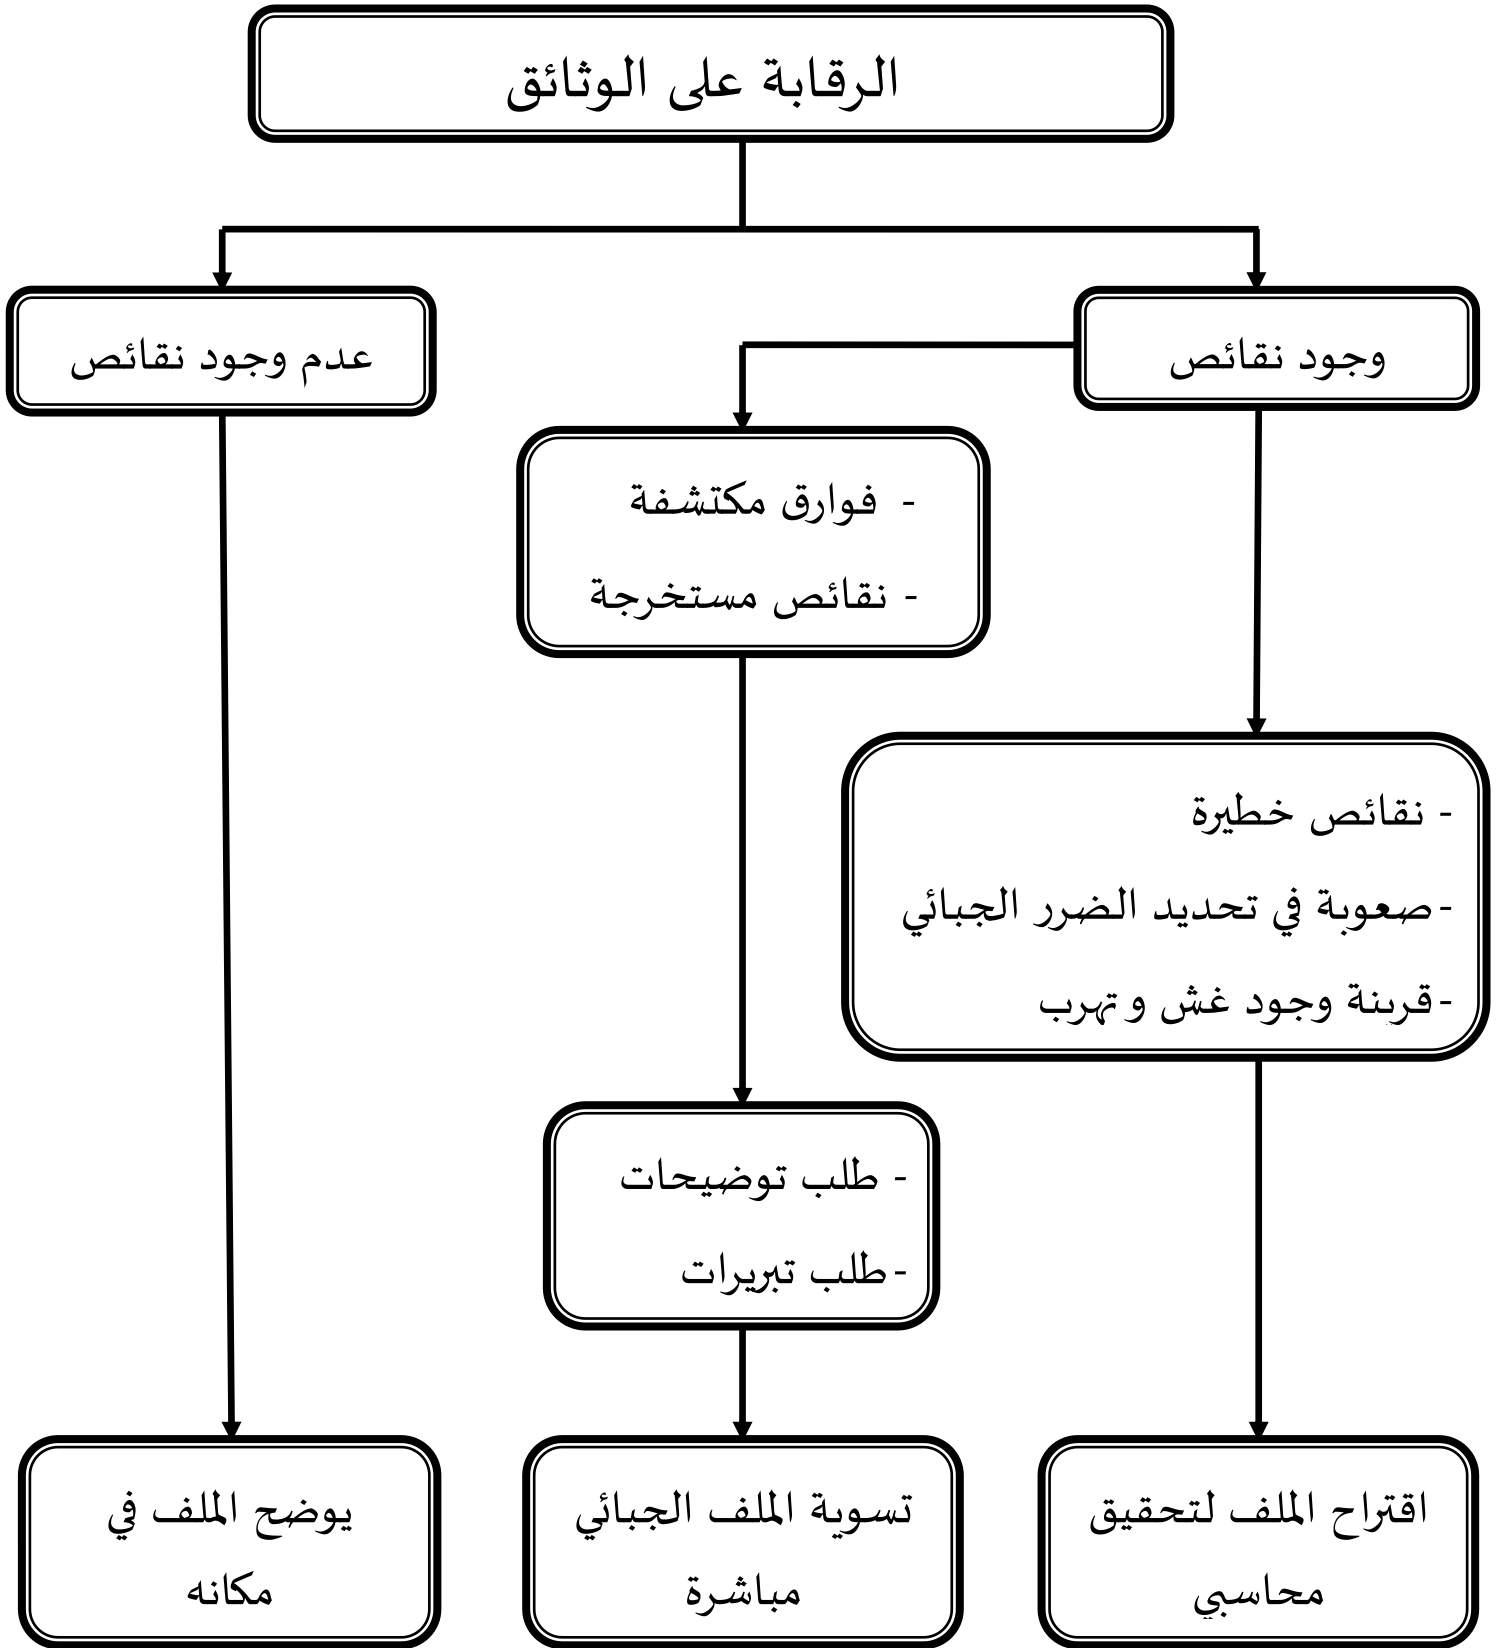 الرقابة على الوثائق
وجود نقائص
عدم وجود نقائص
- فوارق مكتشفة
- نقائص مستخرجة
- نقائص خطيرة
-صعوبة في تحديد الضرر الجبائي
-قرينة وجود غش و تهرب
- طلب توضيحات
-طلب تبريرات
اقتراح الملف لتحقيق
محاسبي
تسوية الملف الجبائي
مباشرة
يوضح الملف في
مكانه